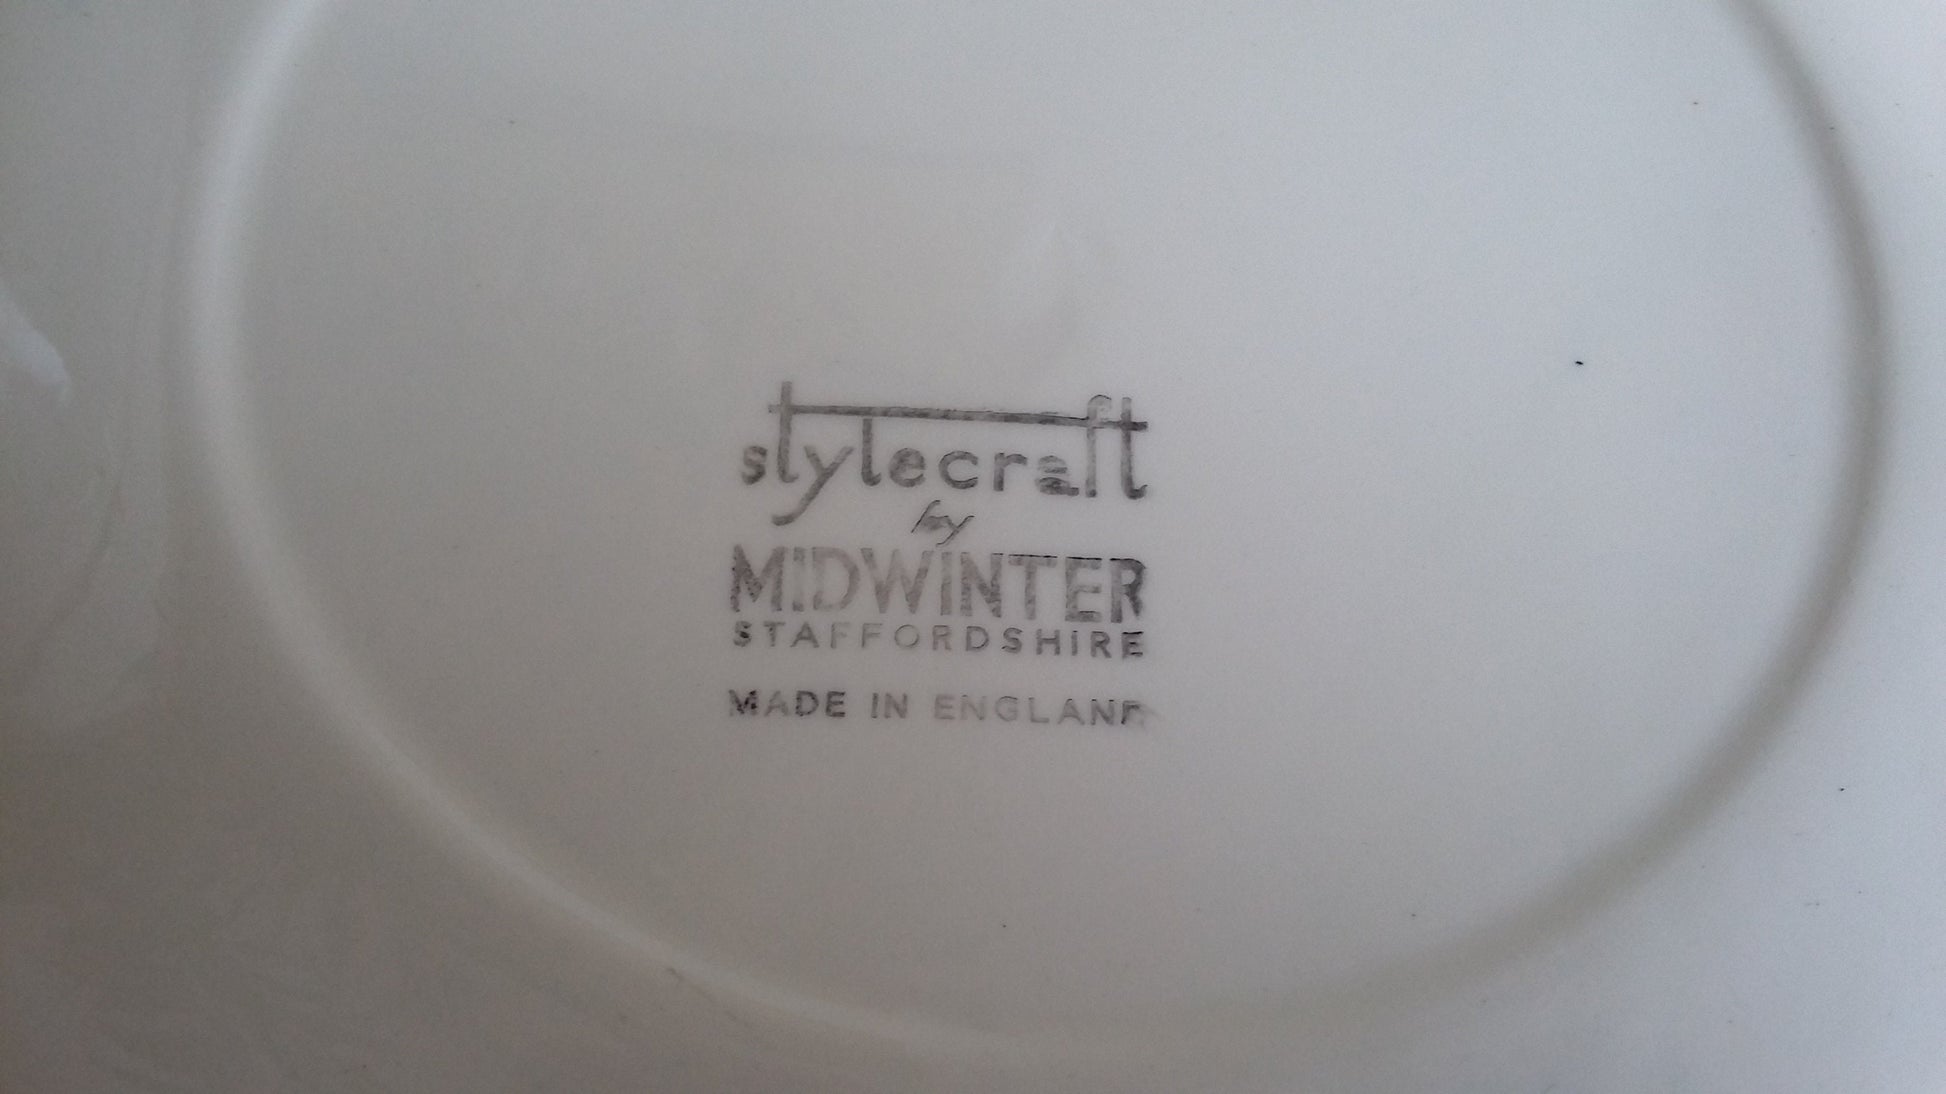 stylecraft
by
MIDWINTER
STAFFORDSHIRE
MADE IN ENGLAND